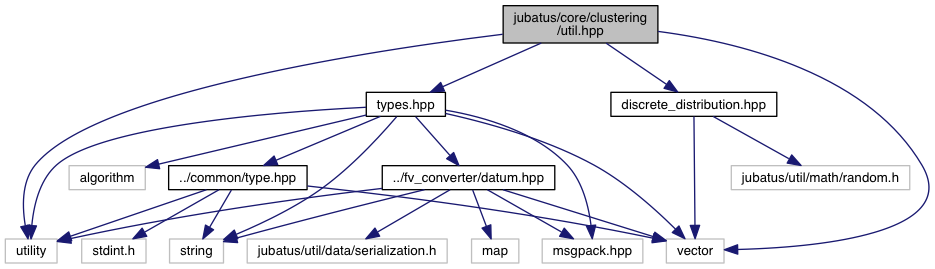 jubatus/core/clustering
/util.hpp
types.hpp
discrete_distribution.hpp
algorithm
../common/type.hpp
../fv_converter/datum.hpp
jubatus/util/math/random.h
utility
stdint.h
string
jubatus/util/data/serialization.h
map
msgpack.hpp
vector